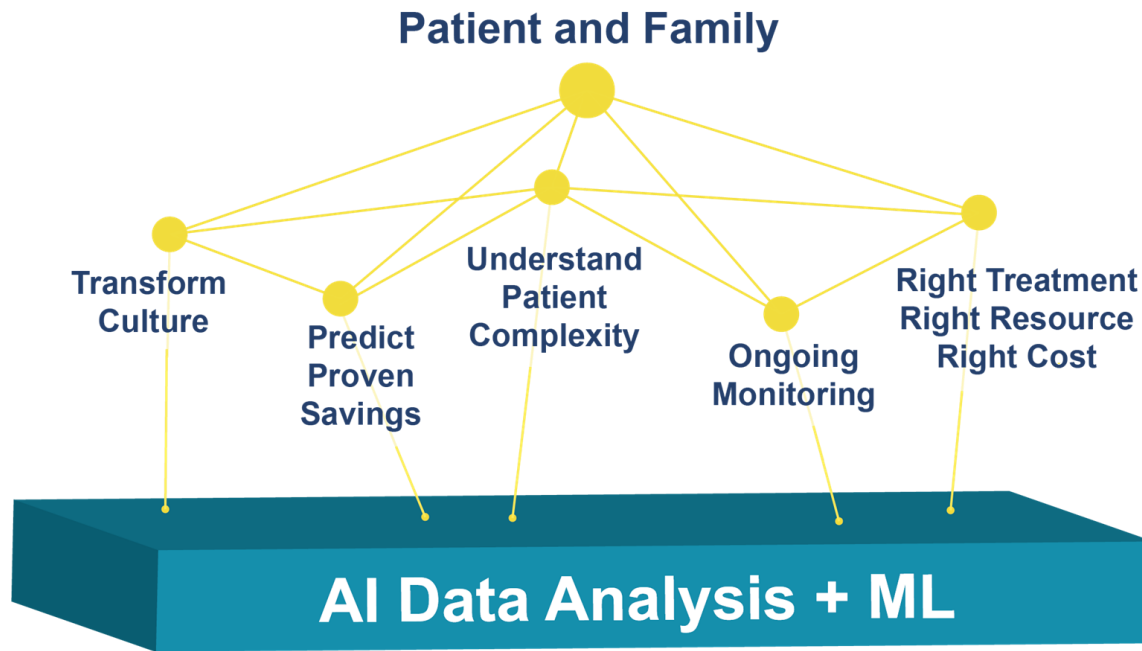 Patient and Family
Transform
Culture
Predict
Proven
Savings
Understand
Patient
Complexity
Ongoing
Monitoring
Right Treatment
Right Resource
Right Cost
AI Data Analysis + ML